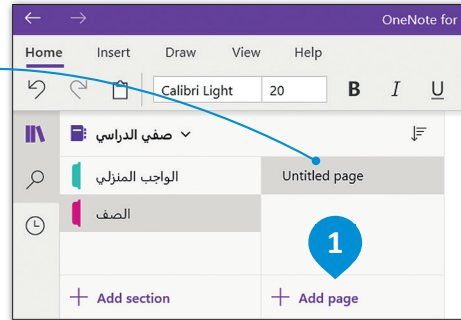 OneNote for
Home Insert Draw View Help
Calibri Light 20 B I U
صفي الدراسي
الواجب المنزلي Untitled page
الصف
1
+ Add section + Add page